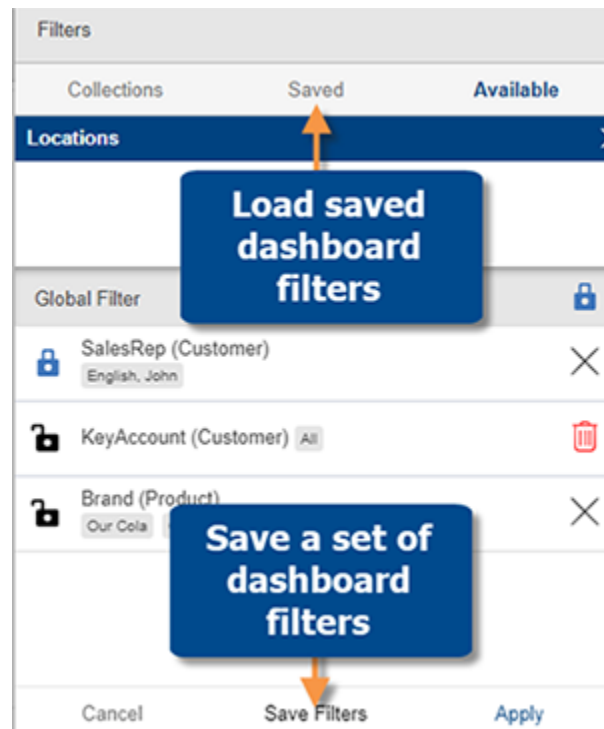 Filters
Collections Saved Available
Locations
Load saved
dashboard
filters
Global Filter
SalesRep (Customer)
English, John
KeyAccount (Customer) All
Brand (Product)
Our Cola
Save a set of
dashboard
filters
Cancel Save Filters Apply